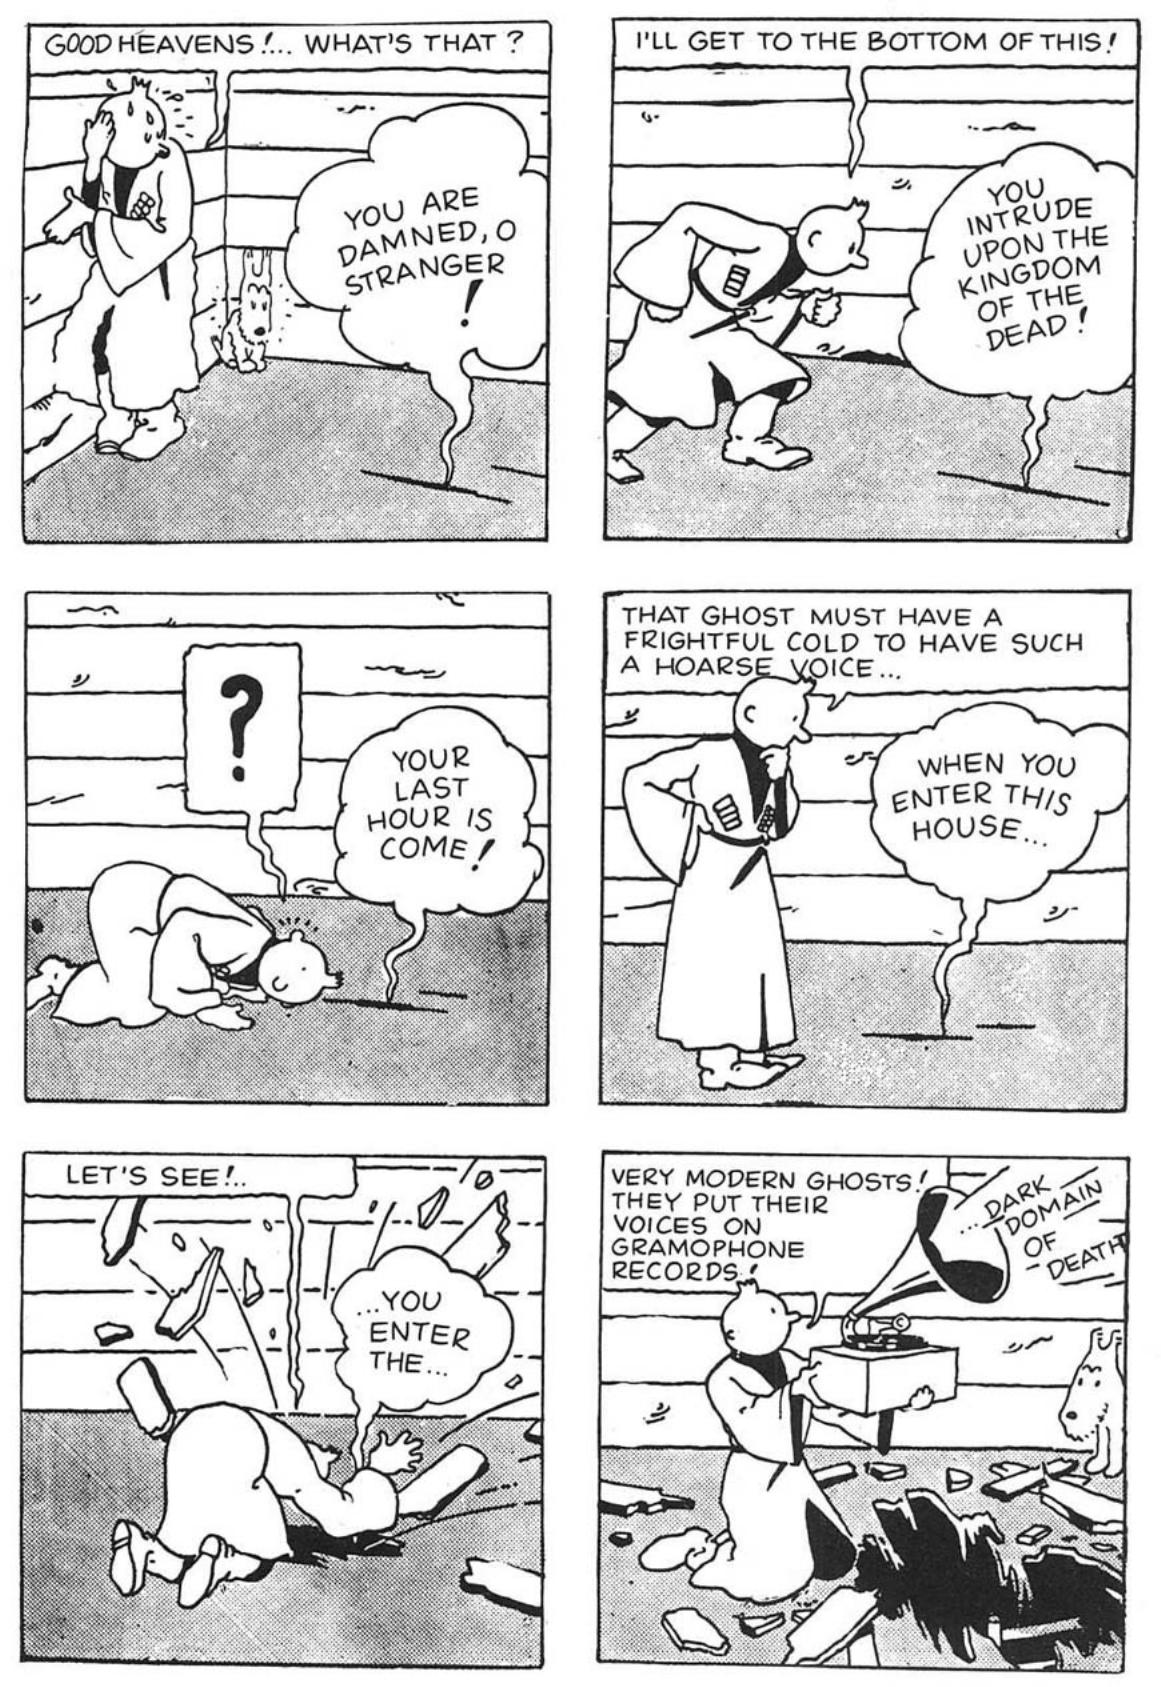 GOOD HEAVENS!... WHAT'S THAT?
YOU ARE
DAMNED, O
STRANGER
!
I'LL GET TO THE BOTTOM OF THIS!
YOU
INTRUDE
UPON THE
KINGDOM
OF THE
DEAD!
?
YOUR
LAST
HOUR IS
COME!
THAT GHOST MUST HAVE A
FRIGHTFUL COLD TO HAVE SUCH
A HOARSE VOICE...
WHEN YOU
ENTER THIS
HOUSE...
LET'S SEE!..
...YOU
ENTER
THE...
VERY MODERN GHOSTS!
THEY PUT THEIR
VOICES ON
GRAMOPHONE
RECORDS!
...DARK
DOMAIN
OF
DEATH